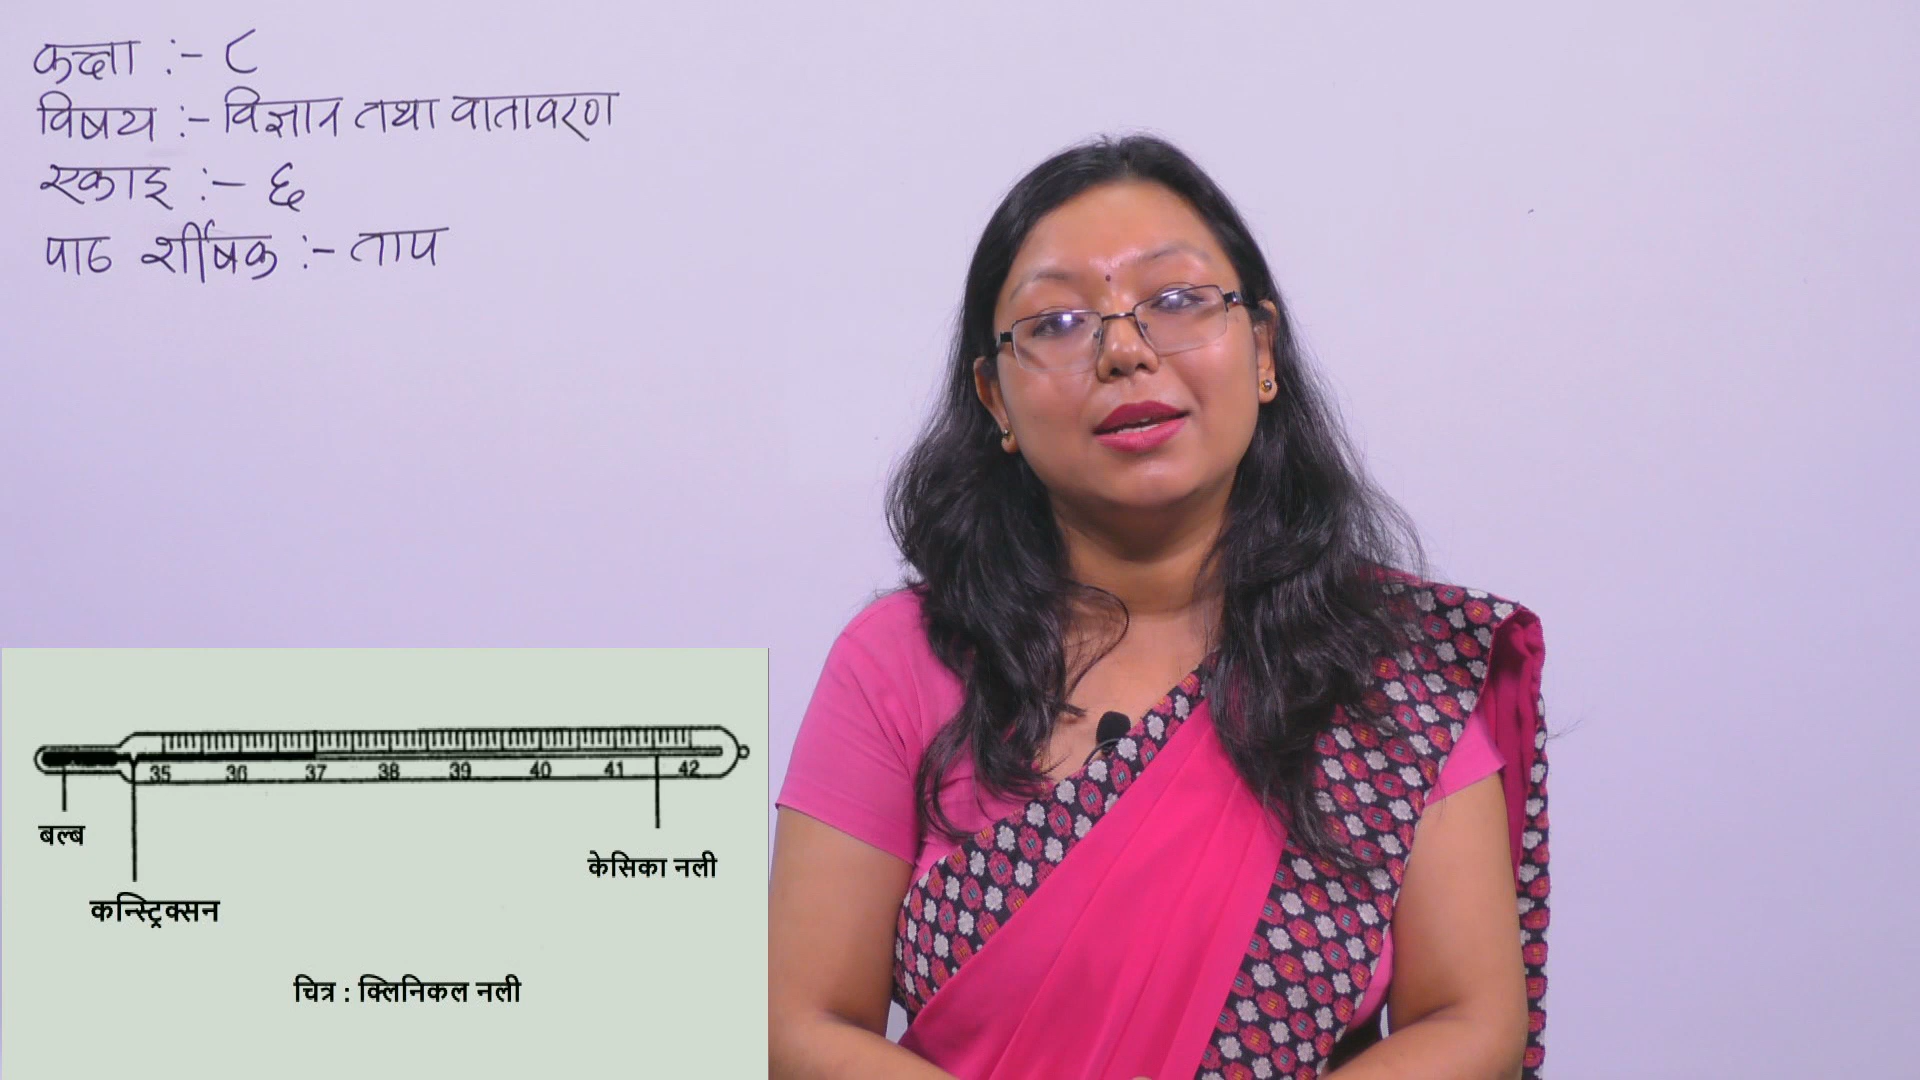 कक्षा :- ८
विषय :- विज्ञान तथा वातावरण
एकाइ :- ६
पाठ शीर्षक :- ताप
35 36 37 38 39 40 41 42
बल्ब
केसिका नली
कन्स्ट्रिक्सन
चित्र : क्लिनिकल नली